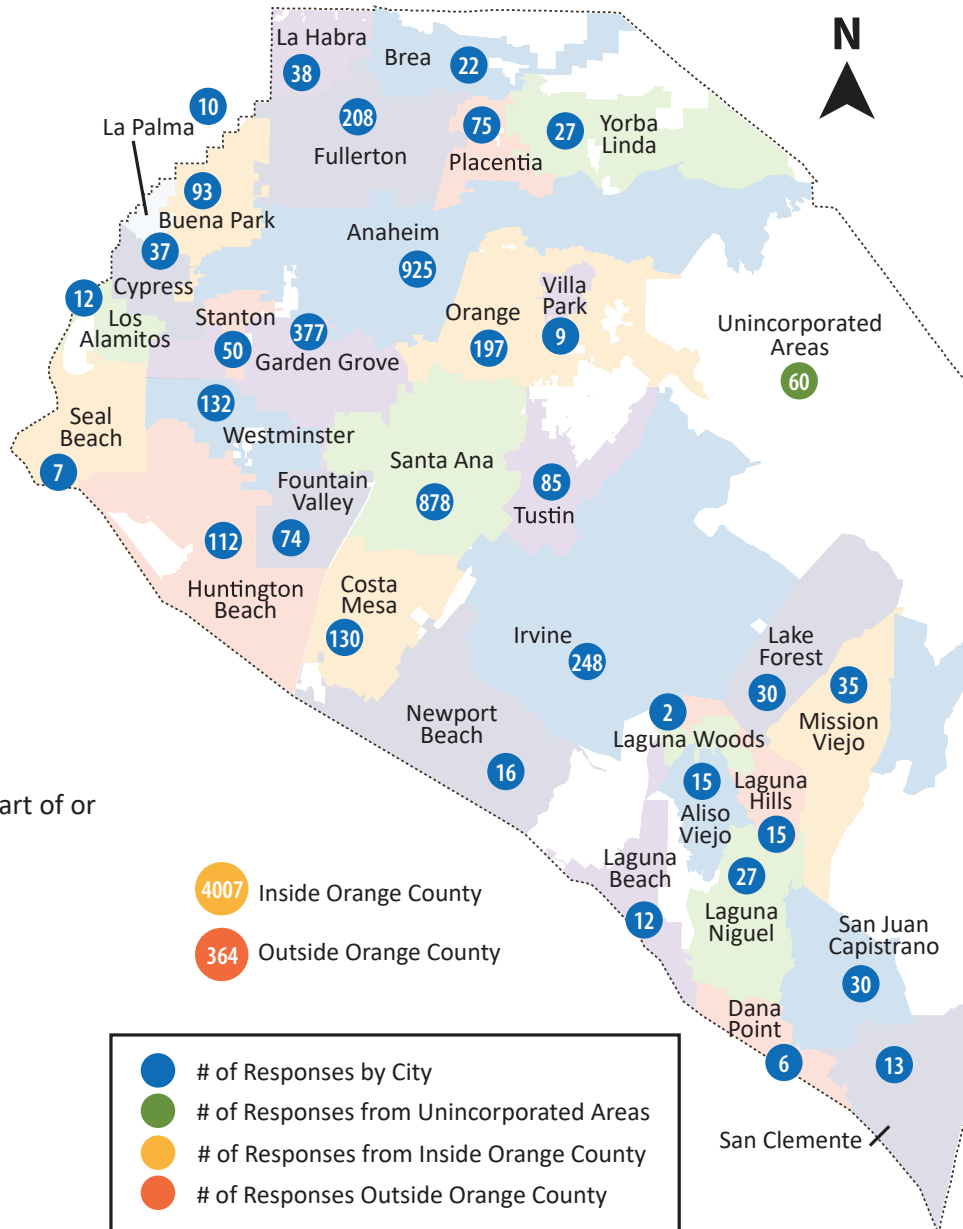 N
La Habra
38
Brea
22
10
La Palma
208
Fullerton
75
Placentia
27
Yorba
Linda
93
Buena Park
Anaheim
925
37
Cypress
12
Los
Alamitos
Stanton
50
377
Garden Grove
Orange
197
Villa
Park
9
Unincorporated
Areas
60
132
Westminster
Seal
Beach
7
Santa Ana
878
85
Tustin
Fountain
Valley
74
112
Huntington
Beach
Costa
Mesa
130
Irvine
248
Lake
Forest
30
35
Mission
Viejo
Newport
Beach
16
2
Laguna Woods
15
Aliso
Viejo
Laguna
Hills
15
art of or
Laguna
Beach
12
27
Laguna
Niguel
4007 Inside Orange County
364 Outside Orange County
San Juan
Capistrano
30
Dana
Point
6
13
San Clemente
# of Responses by City
# of Responses from Unincorporated Areas
# of Responses from Inside Orange County
# of Responses Outside Orange County